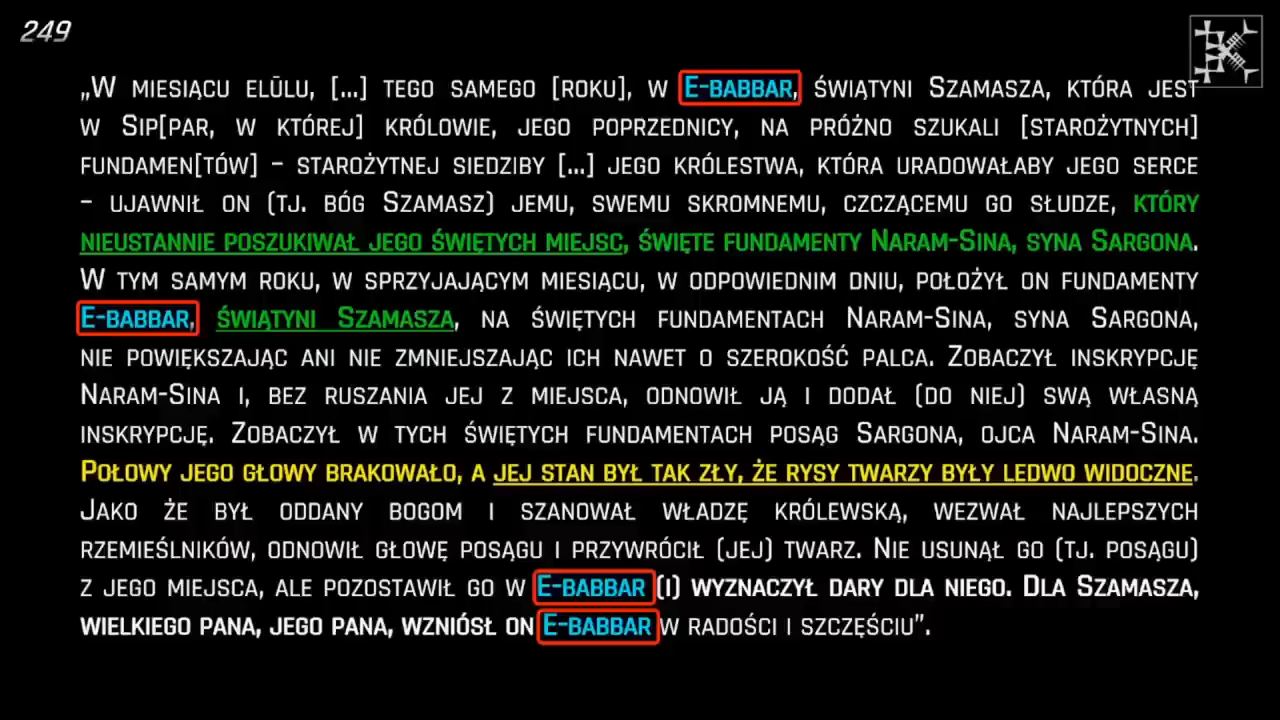 249
„W MIESIĄCU ELŪLU, [...] TEGO SAMEGO [ROKU], W E-BABBAR, ŚWIĄTYNI SZAMASZA, KTÓRA JEST
W SIP[PAR, W KTÓREJ] KRÓLOWIE, JEGO POPRZEDNICY, NA PRÓŻNO SZUKALI [STAROŻYTNYCH]
FUNDAMEN[TÓW] – STAROŻYTNEJ SIEDZIBY [...] JEGO KRÓLESTWA, KTÓRA URADOWAŁABY JEGO SERCE
– UJAWNIŁ ON (TJ. BÓG SZAMASZ) JEMU, SWEMU SKROMNEMU, CZCZĄCEMU GO SŁUDZE, KTÓRY
NIEUSTANNIE POSZUKIWAŁ JEGO ŚWIĘTYCH MIEJSC, ŚWIĘTE FUNDAMENTY NARAM-SINA, SYNA SARGONA.
W TYM SAMYM ROKU, W SPRZYJAJĄCYM MIESIĄCU, W ODPOWIEDNIM DNIU, POŁOŻYŁ ON FUNDAMENTY
E-BABBAR, ŚWIĄTYNI SZAMASZA, NA ŚWIĘTYCH FUNDAMENTACH NARAM-SINA, SYNA SARGONA,
NIE POWIĘKSZAJĄC ANI NIE ZMNIEJSZAJĄC ICH NAWET O SZEROKOŚĆ PALCA. ZOBACZYŁ INSKRYPCJĘ
NARAM-SINA I, BEZ RUSZANIA JEJ Z MIEJSCA, ODNOWIŁ JĄ I DODAŁ (DO NIEJ) SWĄ WŁASNĄ
INSKRYPCJĘ. ZOBACZYŁ W TYCH ŚWIĘTYCH FUNDAMENTACH POSĄG SARGONA, OJCA NARAM-SINA.
POŁOWY JEGO GŁOWY BRAKOWAŁO, A JEJ STAN BYŁ TAK ZŁY, ŻE RYSY TWARZY BYŁY LEDWO WIDOCZNE.
JAKO ŻE BYŁ ODDANY BOGOM I SZANOWAŁ WŁADZĘ KRÓLEWSKĄ, WEZWAŁ NAJLEPSZYCH
RZEMIEŚLNIKÓW, ODNOWIŁ GŁOWĘ POSĄGU I PRZYWRÓCIŁ (JEJ) TWARZ. NIE USUNĄŁ GO (TJ. POSĄGU)
Z JEGO MIEJSCA, ALE POZOSTAWIŁ GO W E-BABBAR (I) WYZNACZYŁ DARY DLA NIEGO. DLA SZAMASZA,
WIELKIEGO PANA, JEGO PANA, WZNIÓSŁ ON E-BABBAR W RADOŚCI I SZCZĘŚCIU”.